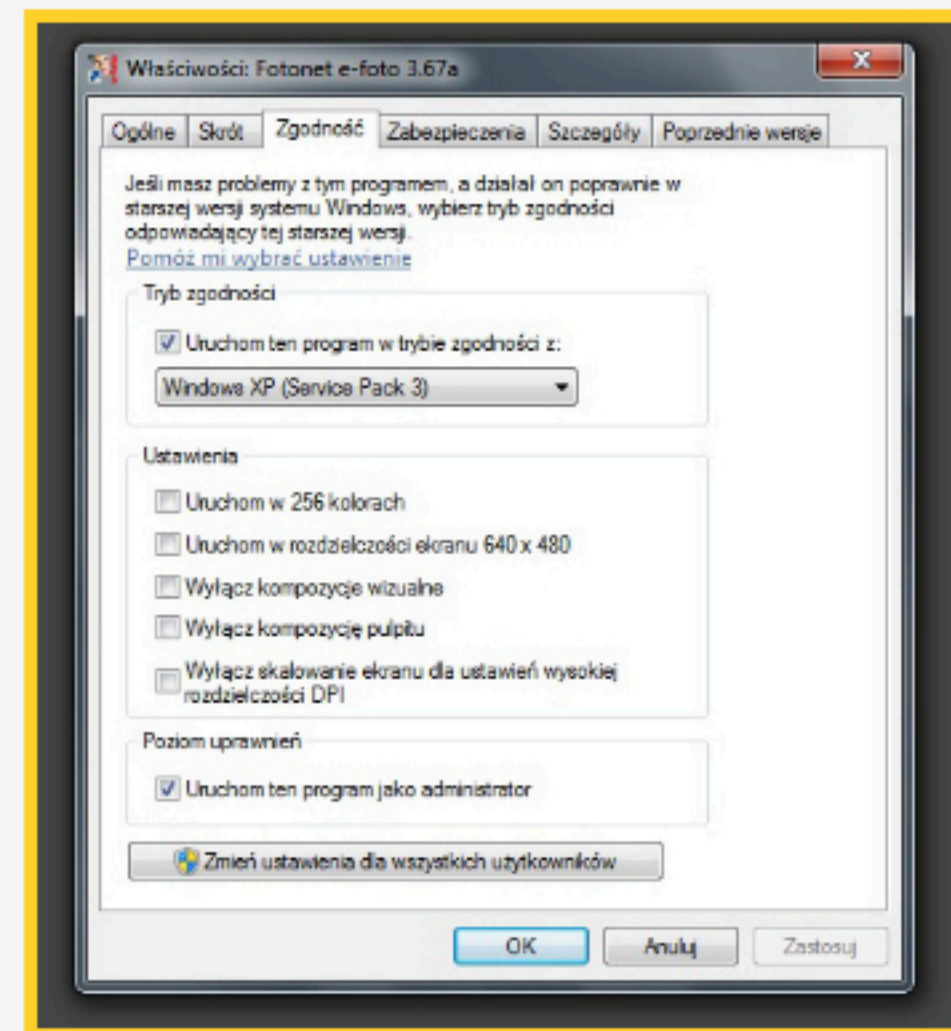 Właściwości: Fotonet e-foto 3.67a
Ogólne Skrót Zgodność Zabezpieczenia Szczegóły Poprzednie wersje
Jeśli masz problemy z tym programem, a działał on poprawnie w
starszej wersji systemu Windows, wybierz tryb zgodności
odpowiadający tej starszej wersji.
Pomóż mi wybrać ustawienie
Tryb zgodności
Uruchom ten program w trybie zgodności z:
Windows XP (Service Pack 3)
Ustawienia
Uruchom w 256 kolorach
Uruchom w rozdzielczości ekranu 640 x 480
Wyłącz kompozycje wizualne
Wyłącz kompozycję pulpitu
Wyłącz skalowanie ekranu dla ustawień wysokiej
rozdzielczości DPI
Poziom uprawnień
Uruchom ten program jako administrator
Zmień ustawienia dla wszystkich użytkowników
OK Anuluj Zastosuj